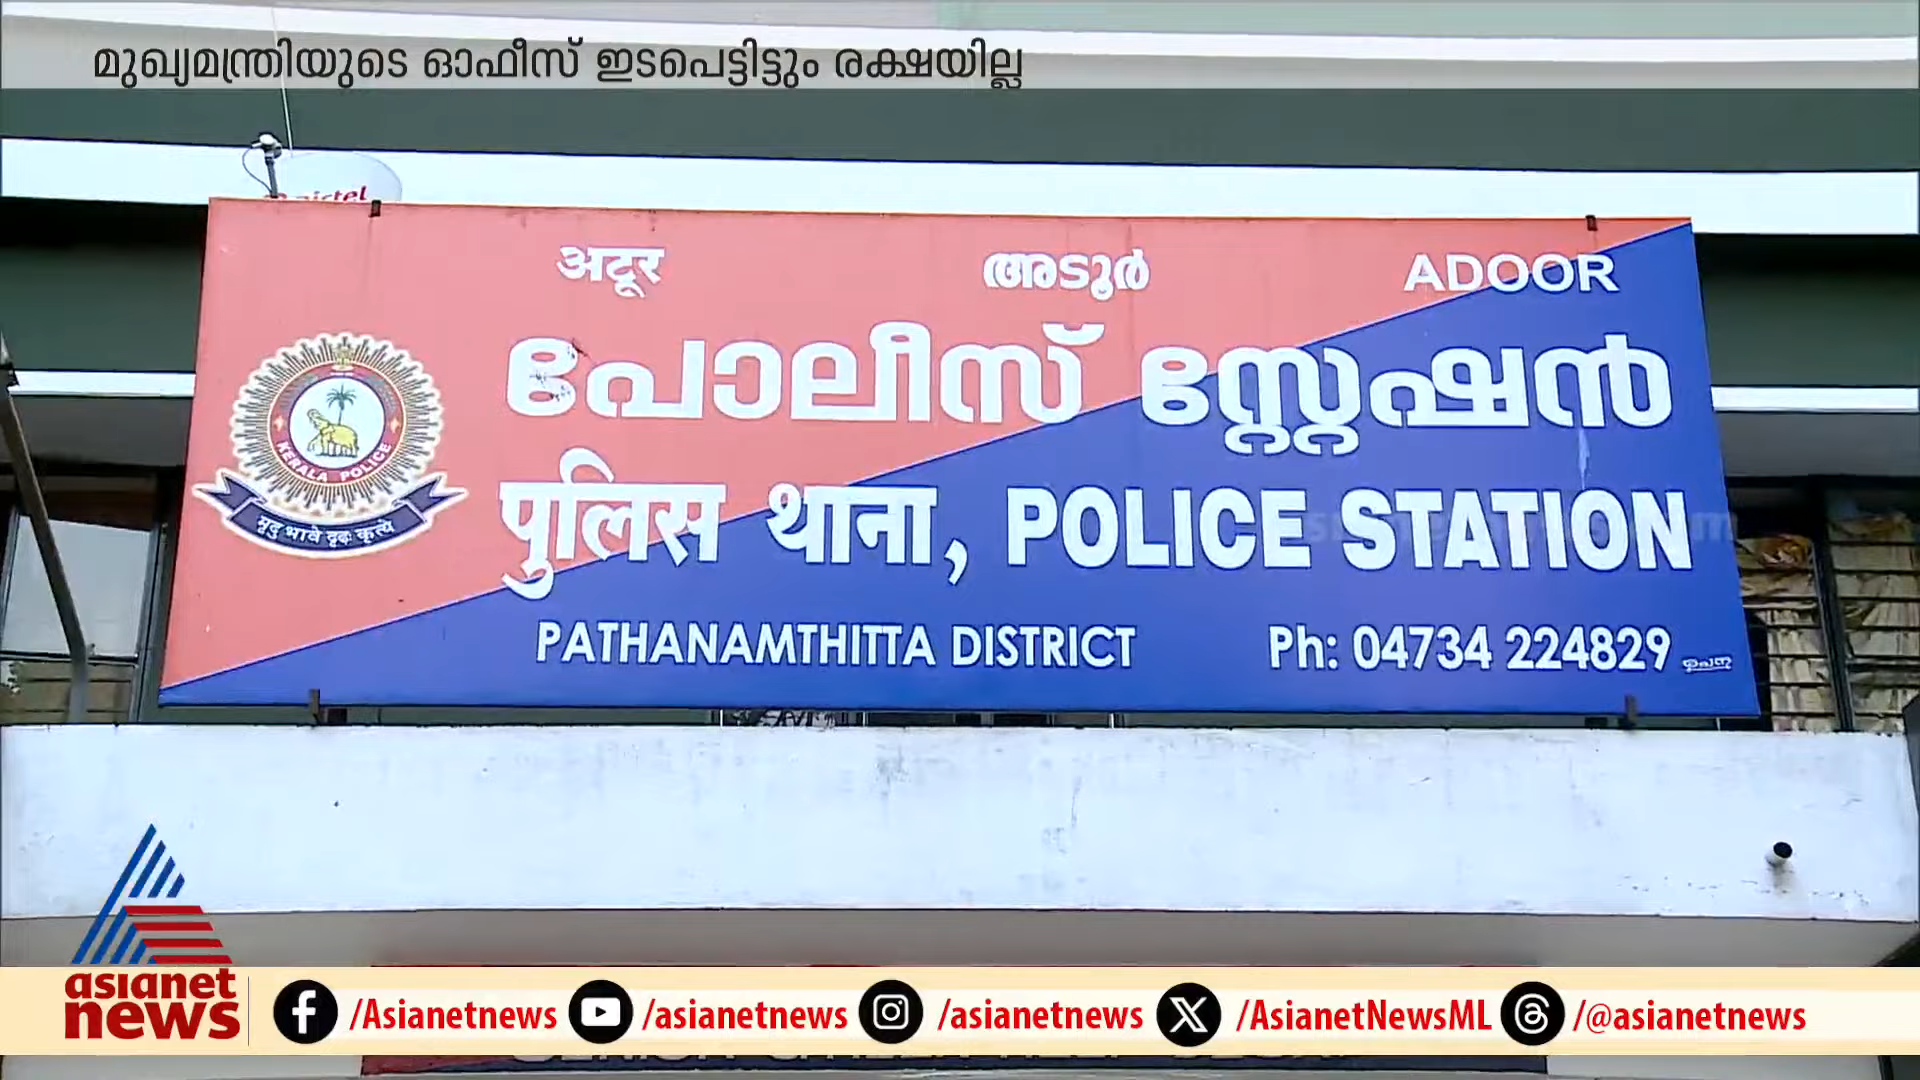 മുഖ്യമന്ത്രിയുടെ ഓഫീസ് ഇടപെട്ടിട്ടും രക്ഷയില്ല
airtel
अटूर അടൂർ ADOOR
പോലീസ് സ്റ്റേഷൻ
पुलिस थाना, POLICE STATION
KERALA POLICE
मृदु भावे दृढः कृत्ये
PATHANAMTHITTA DISTRICT Ph: 04734 224829
asianet
news
/Asianetnews /asianetnews /asianetnews /AsianetNewsML /@asianetnews